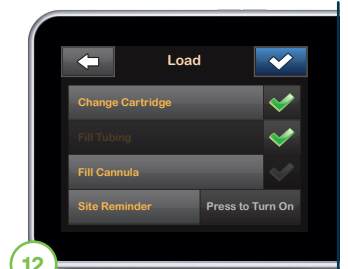 Load
Change Cartridge
Fill Tubing
Fill Cannula
Site Reminder Press to Turn On
12